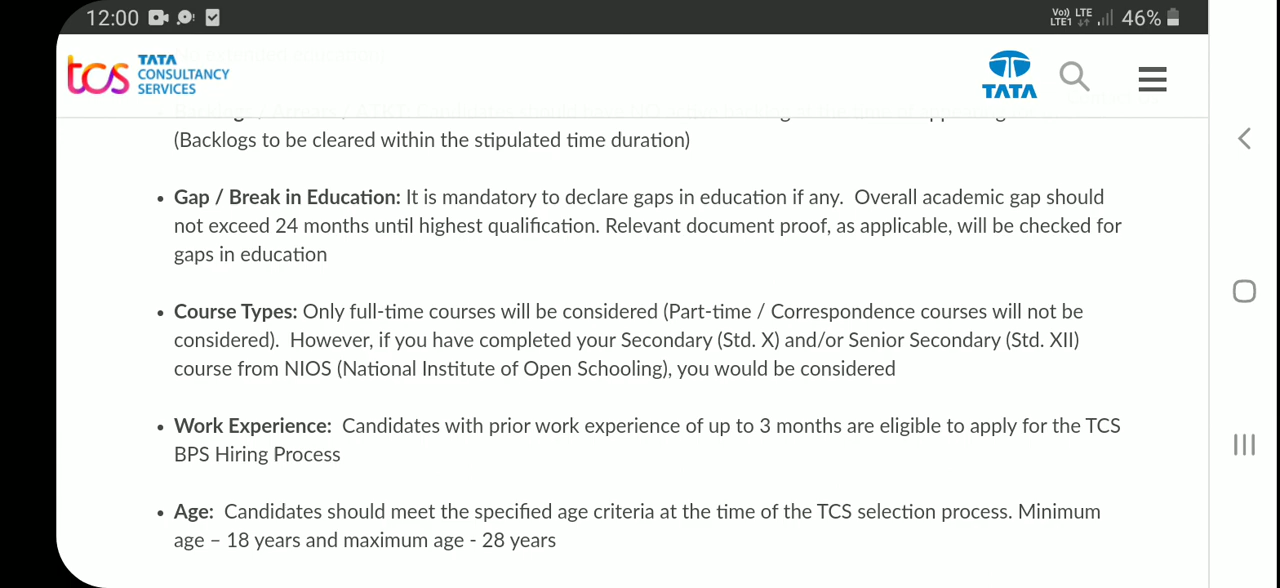 12:00
Vo)) LTE
LTE1
46%
tcs TATA CONSULTANCY SERVICES
TATA
(Backlogs to be cleared within the stipulated time duration)
• Gap / Break in Education: It is mandatory to declare gaps in education if any. Overall academic gap should
not exceed 24 months until highest qualification. Relevant document proof, as applicable, will be checked for
gaps in education
• Course Types: Only full-time courses will be considered (Part-time / Correspondence courses will not be
considered). However, if you have completed your Secondary (Std. X) and/or Senior Secondary (Std. XII)
course from NIOS (National Institute of Open Schooling), you would be considered
• Work Experience: Candidates with prior work experience of up to 3 months are eligible to apply for the TCS
BPS Hiring Process
• Age: Candidates should meet the specified age criteria at the time of the TCS selection process. Minimum
age – 18 years and maximum age - 28 years